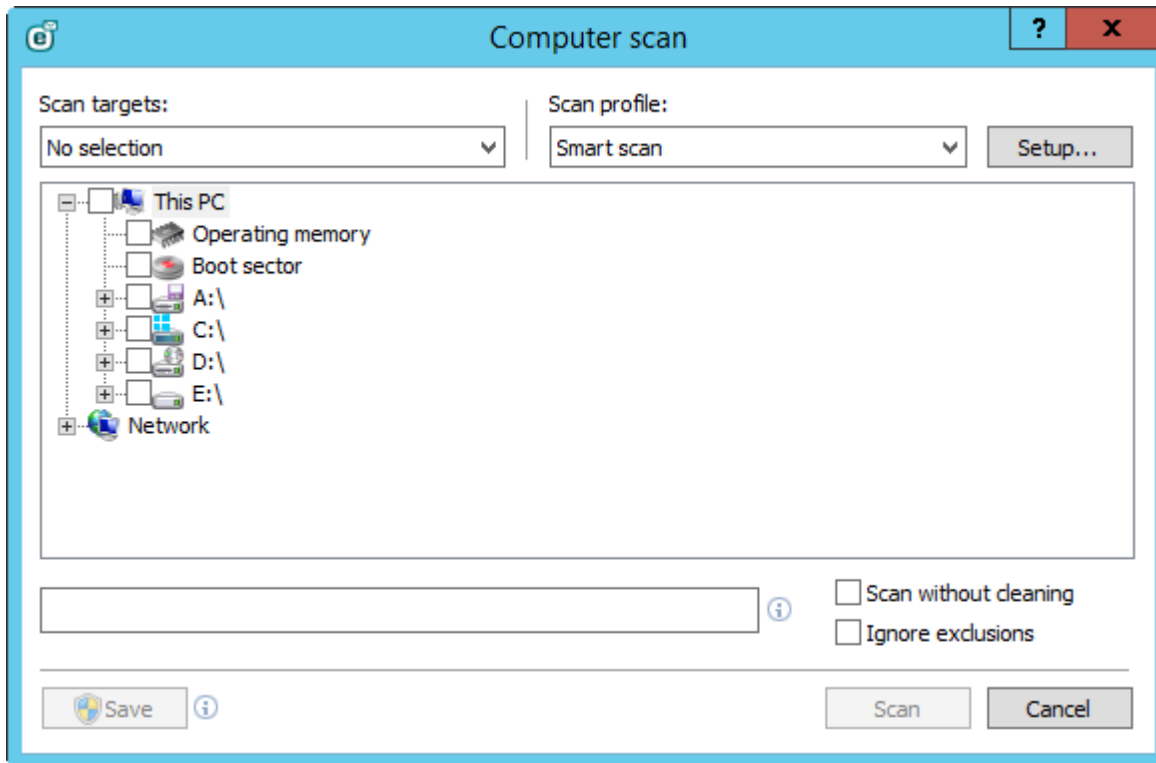 Computer scan
?
x
Scan targets:
Scan profile:
No selection
Smart scan
Setup...
This PC
Operating memory
Boot sector
A:\
C:\
D:\
E:\
Network
Scan without cleaning
Ignore exclusions
Save
Scan
Cancel